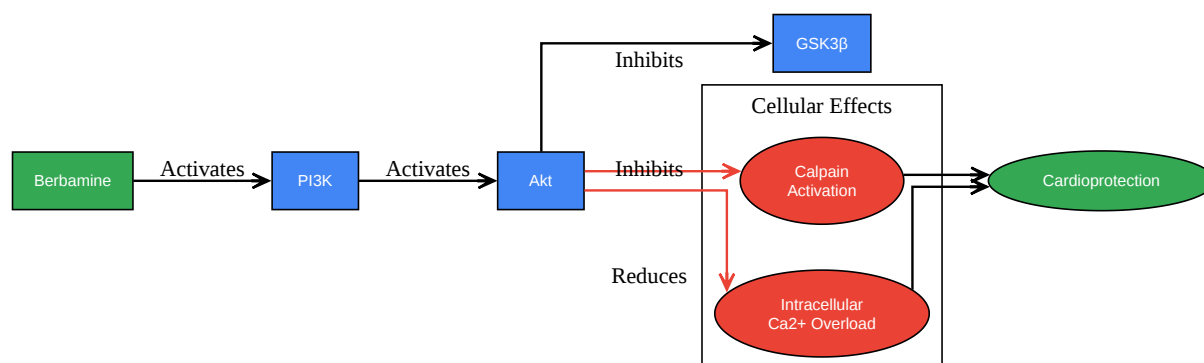 GSK3β
Inhibits
Cellular Effects
Berbamine
Activates
PI3K
Activates
Akt
Inhibits
Calpain
Activation
Cardioprotection
Reduces
Intracellular
Ca2+ Overload